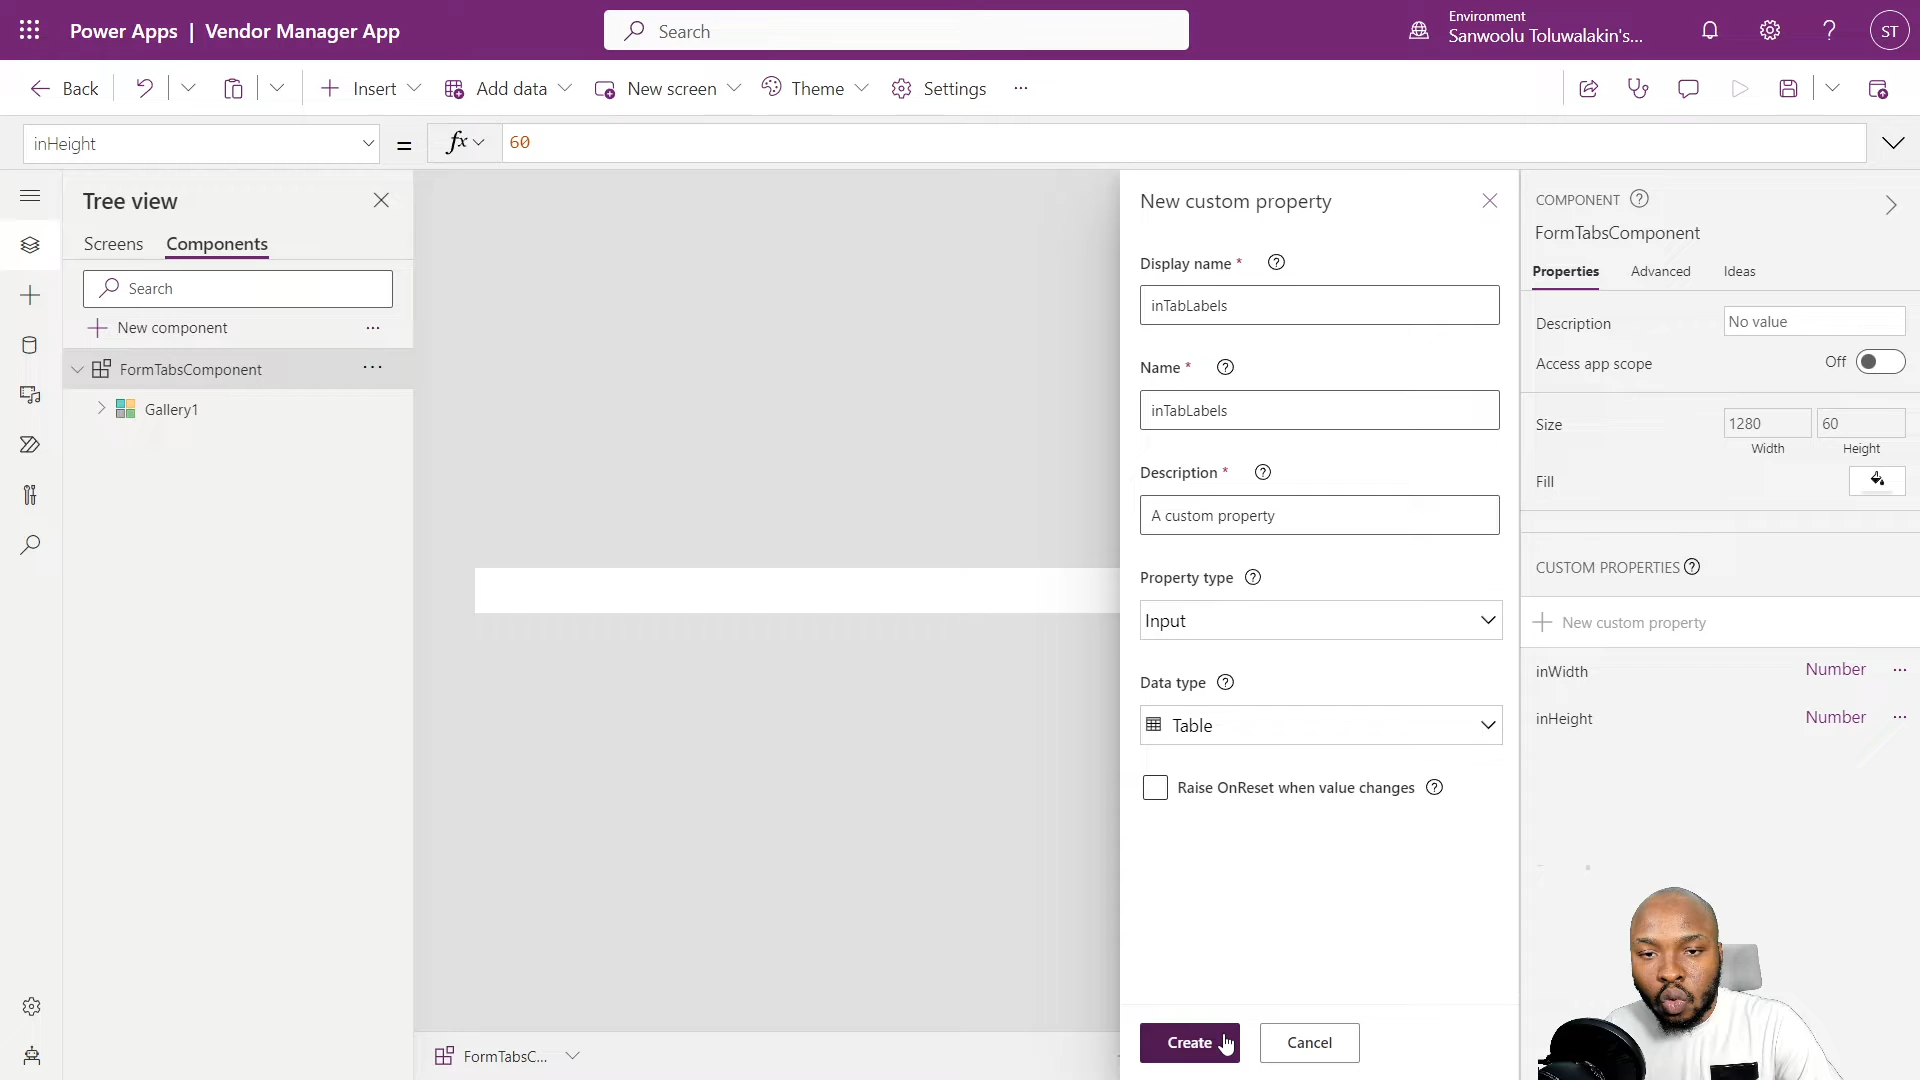 Power Apps | Vendor Manager App
Search
Environment
Sanwoolu Toluwalakin's...
ST
Back
Insert
Add data
New screen
Theme
Settings
inHeight
=
fx
60
Tree view
Screens
Components
Search
New component
FormTabsComponent
Gallery1
FormTabsC...
New custom property
Display name *
inTabLabels
Name *
inTabLabels
Description *
A custom property
Property type
Input
Data type
Table
Raise OnReset when value changes
Create
Cancel
COMPONENT
FormTabsComponent
Properties
Advanced
Ideas
Description
No value
Access app scope
Off
Size
1280
60
Width
Height
Fill
CUSTOM PROPERTIES
New custom property
inWidth
Number
inHeight
Number